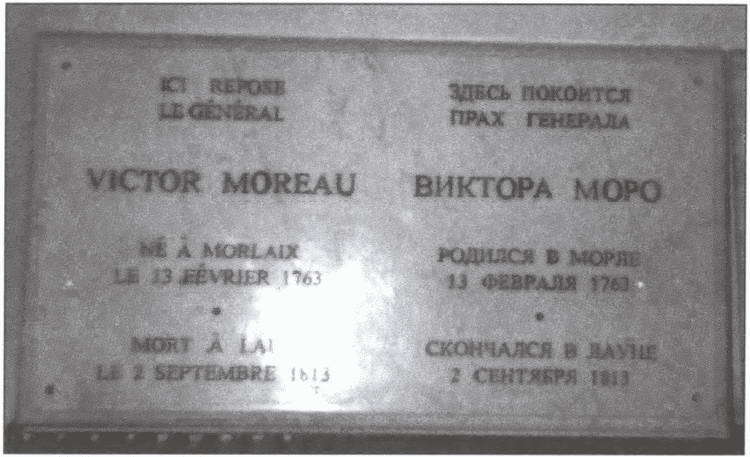 ICI REPOSE
LE GÉNÉRAL
VICTOR MOREAU
NÉ À MORLAIX
LE 13 FÉVRIER 1763
MORT À
LE 2 SEPTEMBRE 1813
ЗДЕСЬ ПОКОИТСЯ
ПРАХ ГЕНЕРАЛА
ВИКТОРА МОРО
РОДИЛСЯ В МОРЛЕ
13 ФЕВРАЛЯ 1763
СКОНЧАЛСЯ В ЛАУНЕ
2 СЕНТЯБРЯ 1813